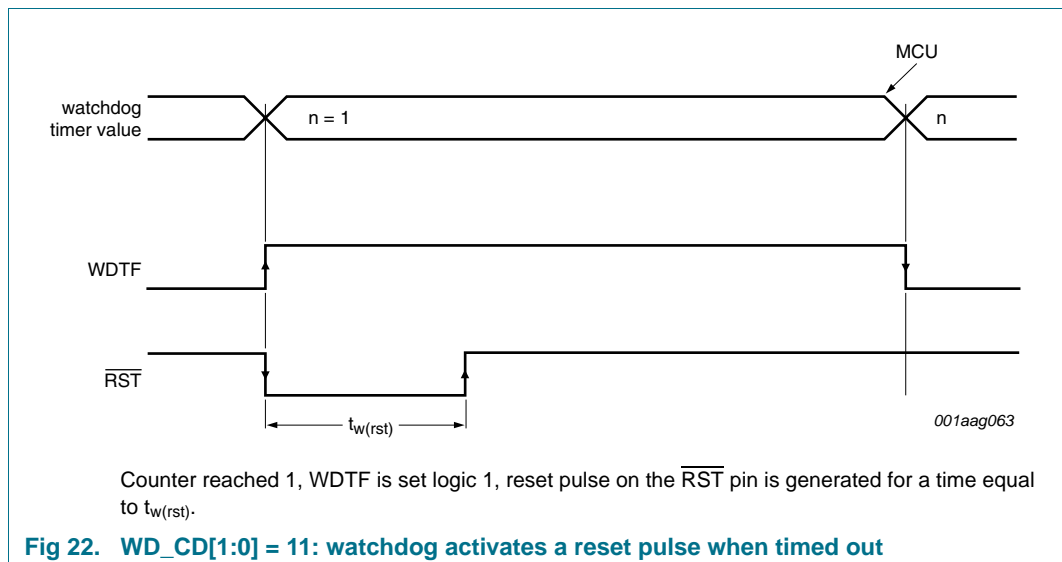 MCU
watchdog
timer value
n = 1
n
WDTF
RST
tw(rst)
001aag063
Counter reached 1, WDTF is set logic 1, reset pulse on the RST pin is generated for a time equal
to tw(rst).
Fig 22. WD_CD[1:0] = 11: watchdog activates a reset pulse when timed out